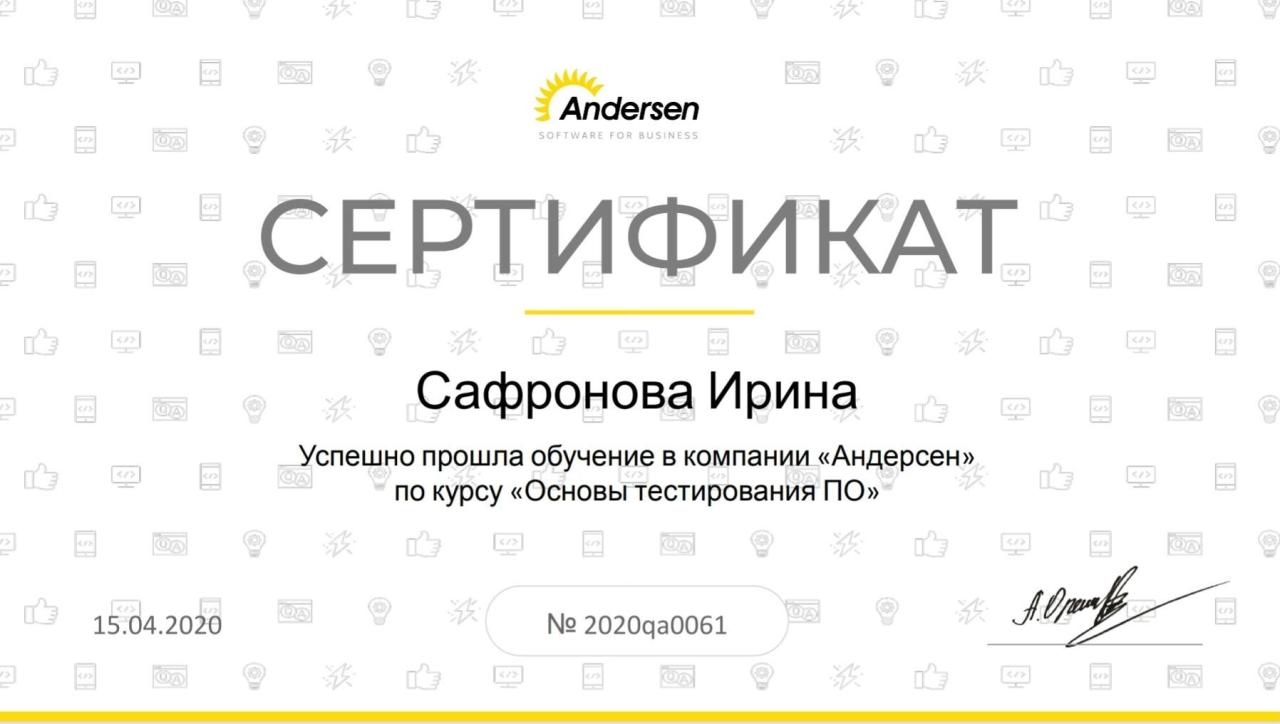 Andersen
SOFTWARE FOR BUSINESS
СЕРТИФИКАТ
Сафронова Ирина
Успешно прошла обучение в компании «Андерсен»
по курсу «Основы тестирования ПО»
15.04.2020
№ 2020qa0061